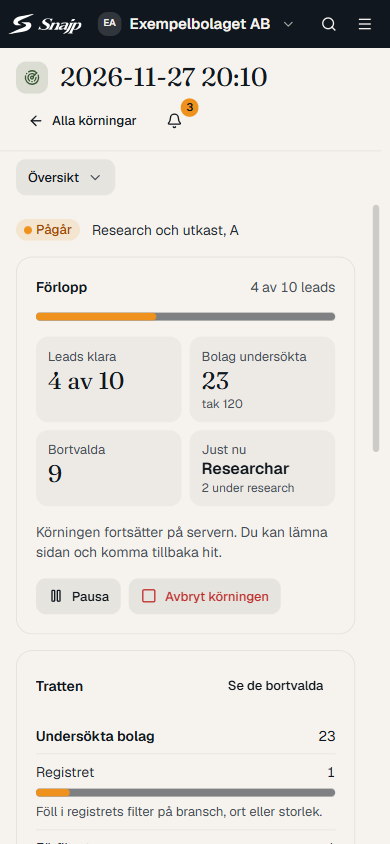 Snajp EA Exempelbolaget AB
2026-11-27 20:10
Alla körningar 3
Översikt
Pågår Research och utkast, A
Förlopp 4 av 10 leads
Leads klara
4 av 10
Bolag undersökta
23
tak 120
Bortvalda
9
Just nu
Researchar
2 under research
Körningen fortsätter på servern. Du kan lämna
sidan och komma tillbaka hit.
Pausa Avbryt körningen
Tratten Se de bortvalda
Undersökta bolag 23
Registret 1
Föll i registrets filter på bransch, ort eller storlek.